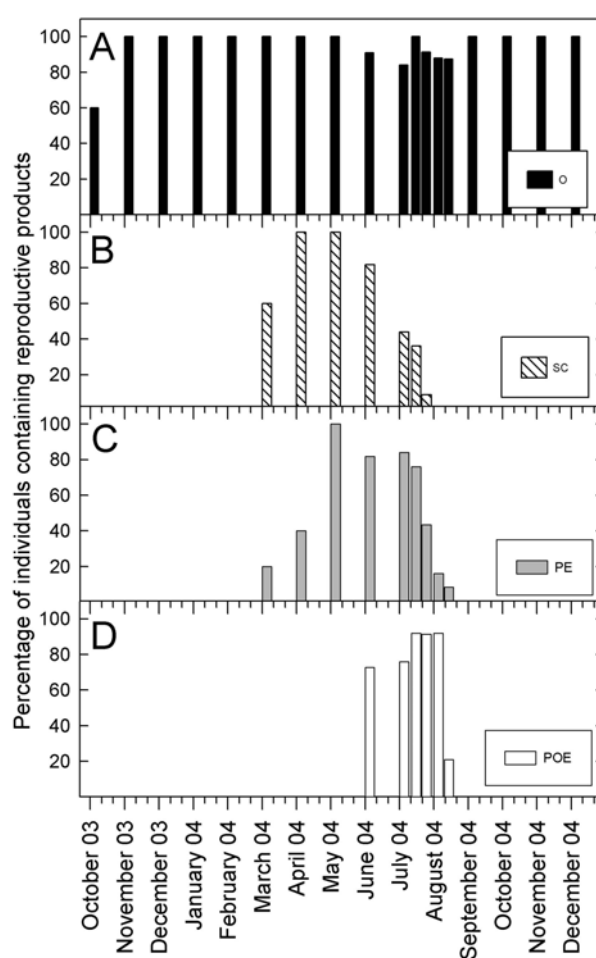 Percentage of individuals containing reproductive products
A
100
80
60
40
20
O
B
100
80
60
40
20
SC
C
100
80
60
40
20
PE
D
100
80
60
40
20
POE
October 03
November 03
December 03
January 04
February 04
March 04
April 04
May 04
June 04
July 04
August 04
September 04
October 04
November 04
December 04